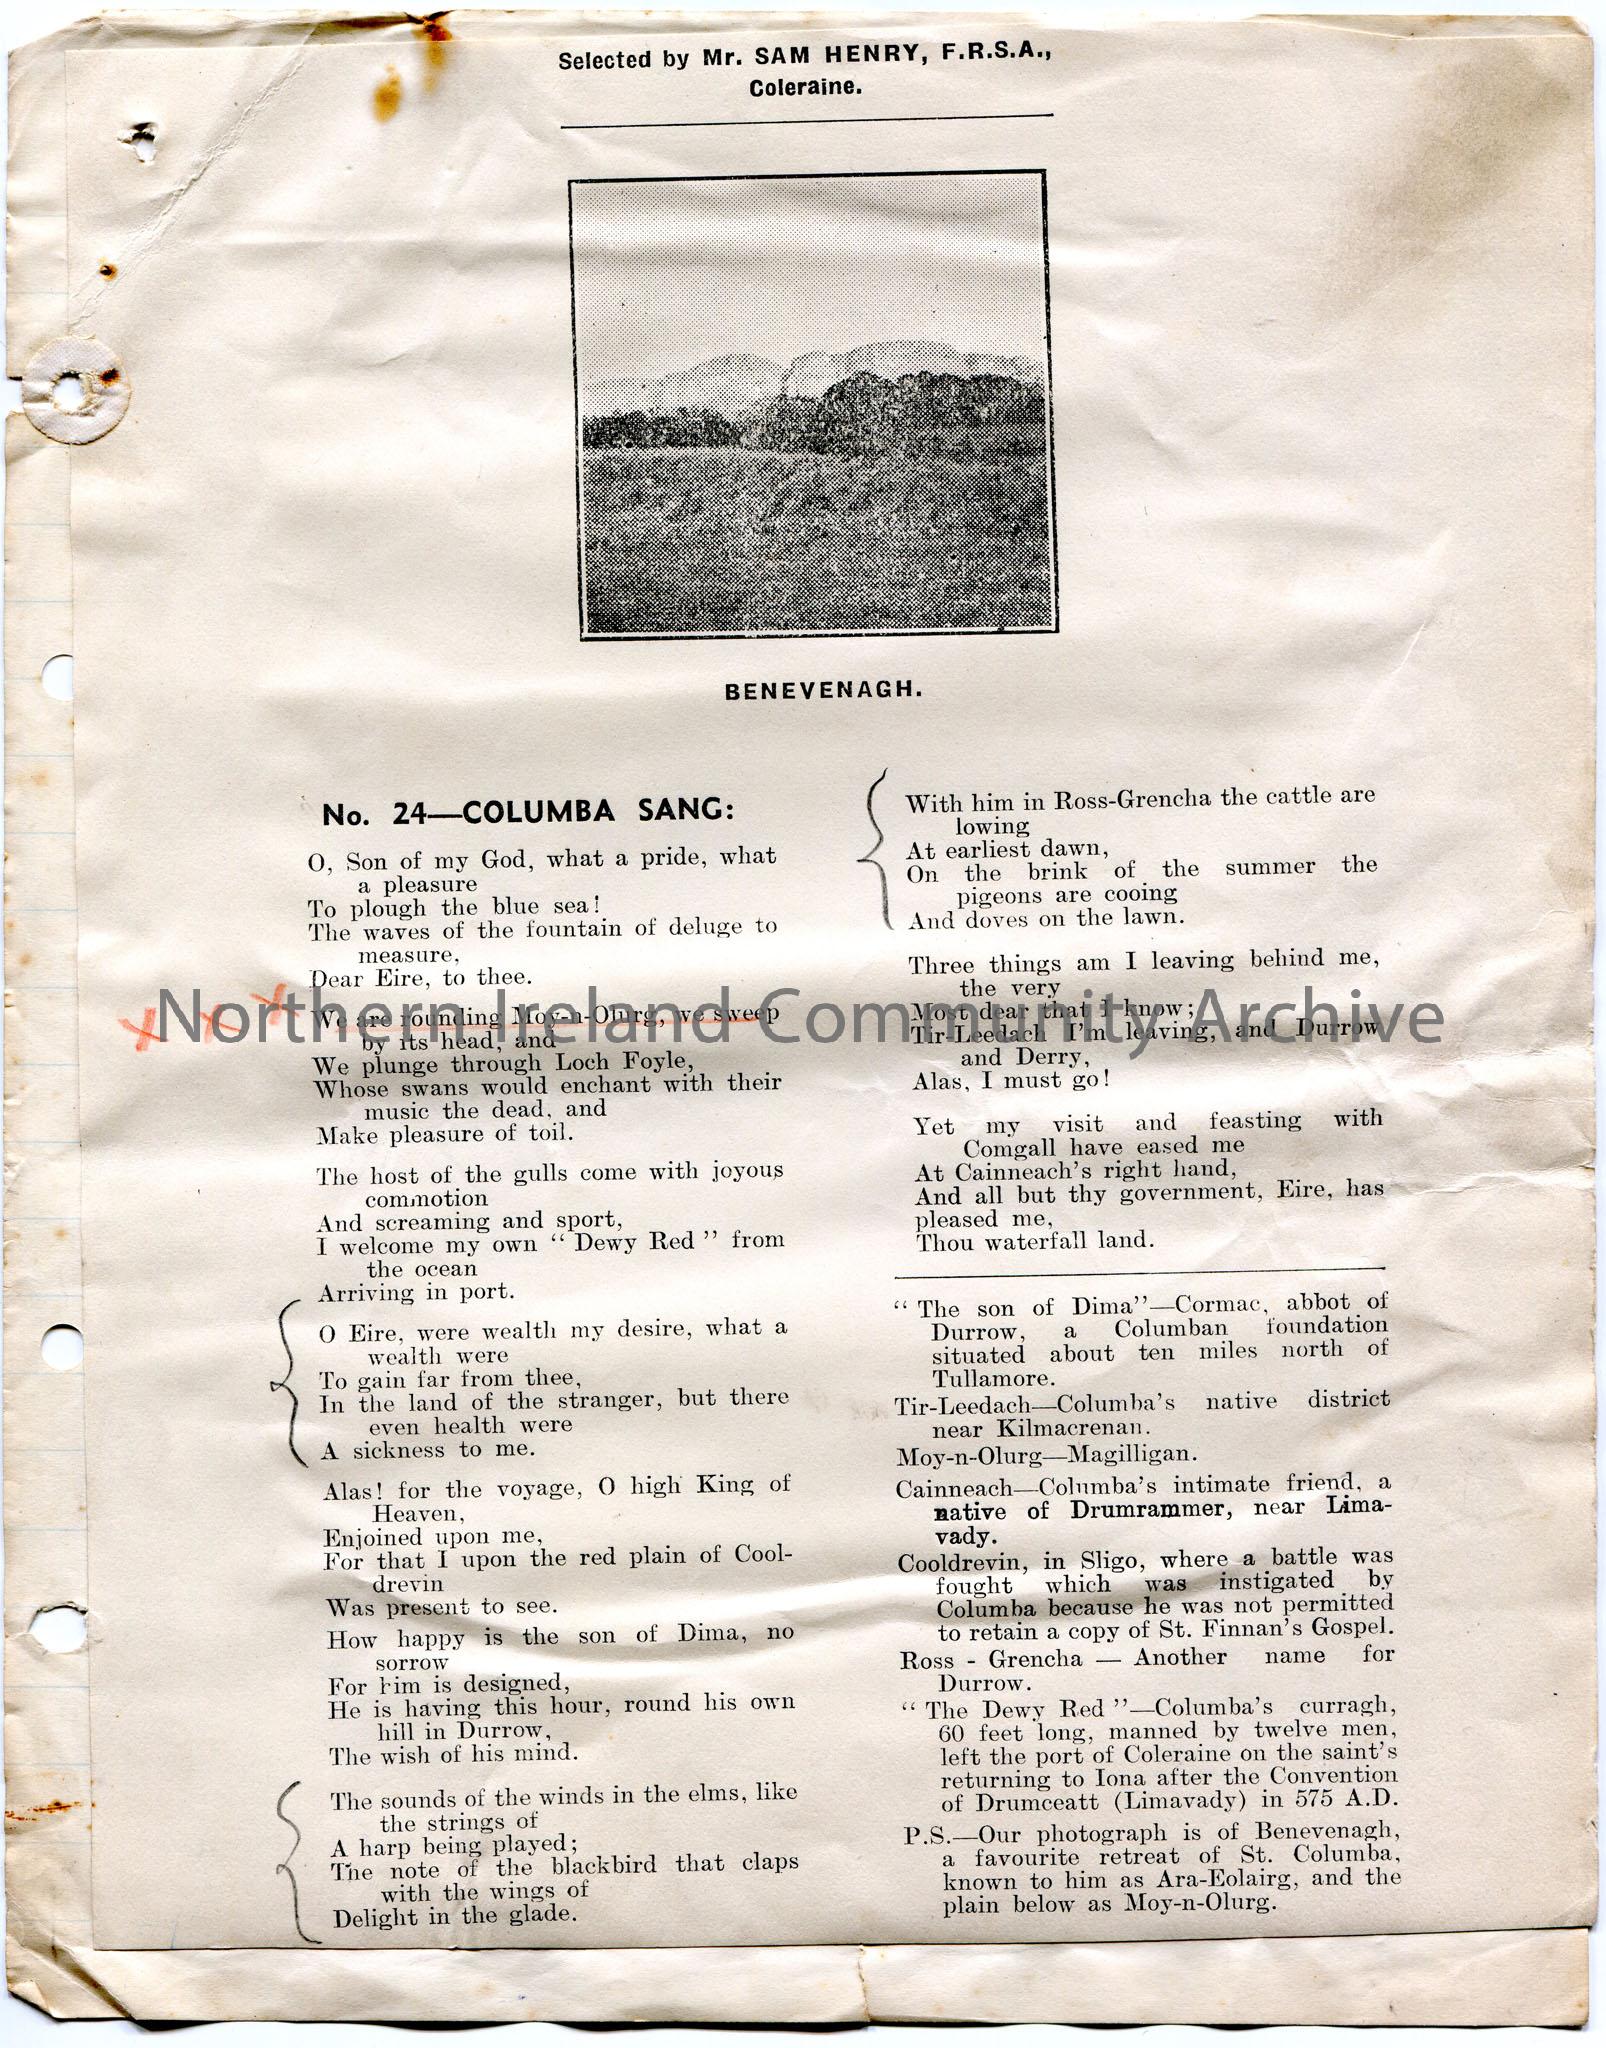 Selected by Mr. SAM HENRY, F.R.S.A.,
Coleraine.
BENEVENAGH.
No. 24—COLUMBA SANG:
O, Son of my God, what a pride, what
a pleasure
To plough the blue sea!
The waves of the fountain of deluge to
measure,
Dear Eire, to thee.
We are rounding Moy-n-Olurg, we sweep
by its head, and
We plunge through Loch Foyle,
Whose swans would enchant with their
music the dead, and
Make pleasure of toil.
The host of the gulls come with joyous
commotion
And screaming and sport,
I welcome my own “ Dewy Red ” from
the ocean
Arriving in port.
O Eire, were wealth my desire, what a
wealth were
To gain far from thee,
In the land of the stranger, but there
even health were
A sickness to me.
Alas! for the voyage, O high King of
Heaven,
Enjoined upon me,
For that I upon the red plain of Cool-
drevin
Was present to see.
How happy is the son of Dima, no
sorrow
For him is designed,
He is having this hour, round his own
hill in Durrow,
The wish of his mind.
The sounds of the winds in the elms, like
the strings of
A harp being played;
The note of the blackbird that claps
with the wings of
Delight in the glade.
With him in Ross-Grencha the cattle are
lowing
At earliest dawn,
On the brink of the summer the
pigeons are cooing
And doves on the lawn.
Three things am I leaving behind me,
the very
Most dear that I know;
Tir-Leedach I'm leaving, and Durrow
and Derry,
Alas, I must go!
Yet my visit and feasting with
Comgall have eased me
At Cainneach's right hand,
And all but thy government, Eire, has
pleased me,
Thou waterfall land.
“ The son of Dima”—Cormac, abbot of
Durrow, a Columban foundation
situated about ten miles north of
Tullamore.
Tir-Leedach—Columba's native district
near Kilmacrenan.
Moy-n-Olurg—Magilligan.
Cainneach—Columba's intimate friend, a
native of Drumrammer, near Lima-
vady.
Cooldrevin, in Sligo, where a battle was
fought which was instigated by
Columba because he was not permitted
to retain a copy of St. Finnan's Gospel.
Ross - Grencha — Another name for
Durrow.
“ The Dewy Red ”—Columba's curragh,
60 feet long, manned by twelve men,
left the port of Coleraine on the saint's
returning to Iona after the Convention
of Drumceatt (Limavady) in 575 A.D.
P.S.—Our photograph is of Benevenagh,
a favourite retreat of St. Columba,
known to him as Ara-Eolairg, and the
plain below as Moy-n-Olurg.
Northern Ireland Community Archive
X X X